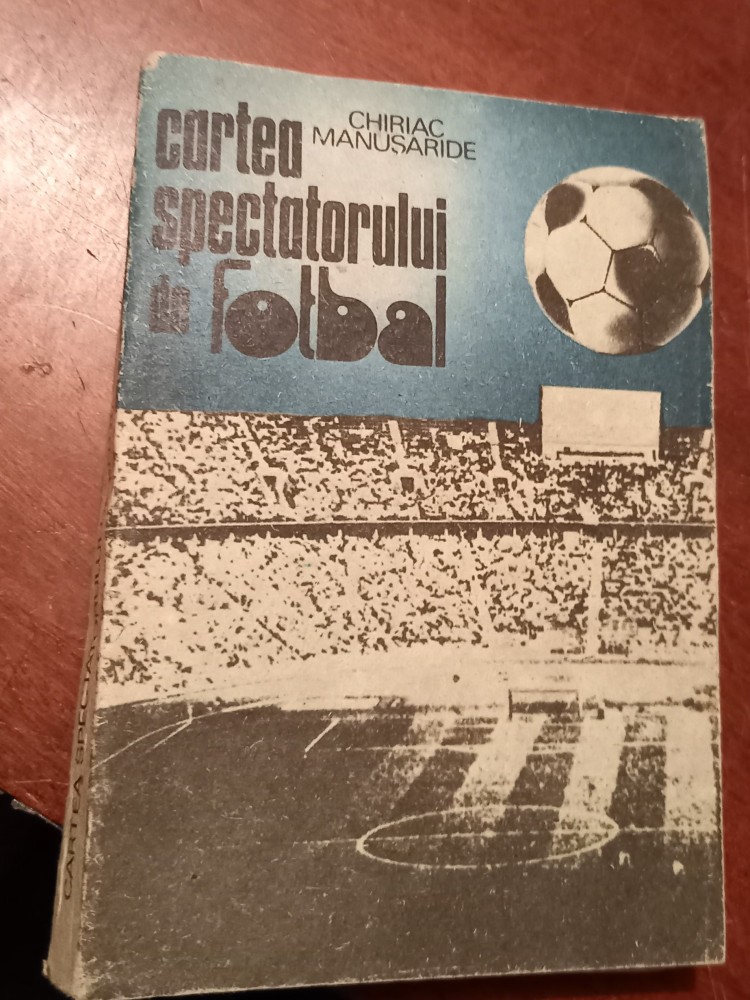 cartea
spectatorului
de fotbal
CHIRIAC
MANUȘARIDE
CARTEA SPECTATORULUI